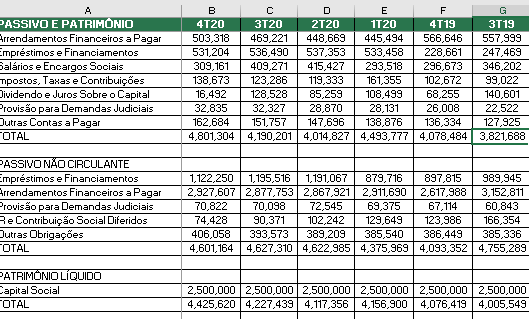 A B C D E F G
PASSIVO E PATRIMÔNIO 4T20 3T20 2T20 1T20 4T19 3T19
Arrendamentos Financeiros a Pagar 503,318 469,221 448,669 445,494 566,646 557,999
Empréstimos e Financiamentos 531,204 536,490 537,353 533,458 228,661 247,469
Salários e Encargos Sociais 309,161 409,271 415,427 293,518 296,673 346,202
Impostos, Taxas e Contribuições 138,673 123,286 119,333 161,355 102,672 99,022
Dividendo e Juros Sobre o Capital 16,492 128,528 85,259 108,499 68,255 140,601
Provisão para Demandas Judiciais 32,835 32,327 28,870 28,131 26,008 22,522
Outras Contas a Pagar 162,684 151,757 147,696 138,876 136,334 127,925
TOTAL 4,801,304 4,190,201 4,014,827 4,493,777 4,078,484 3,821,688
PASSIVO NÃO CIRCULANTE
Empréstimos e Financiamentos 1,122,250 1,195,516 1,191,067 879,716 897,815 989,945
Arrendamentos Financeiros a Pagar 2,927,607 2,877,753 2,867,921 2,911,690 2,617,988 3,152,811
Provisão para Demandas Judiciais 70,822 70,098 72,545 69,375 67,114 60,843
IR e Contribuição Social Diferidos 74,428 90,371 102,242 129,649 123,986 166,354
Outras Obrigações 406,058 393,573 389,209 385,540 386,449 385,336
TOTAL 4,601,164 4,627,310 4,622,985 4,375,969 4,093,352 4,755,289
PATRIMÔNIO LÍQUIDO
Capital Social 2,500,000 2,500,000 2,500,000 2,500,000 2,500,000 2,500,000
TOTAL 4,425,620 4,227,439 4,117,356 4,156,900 4,076,419 4,005,549